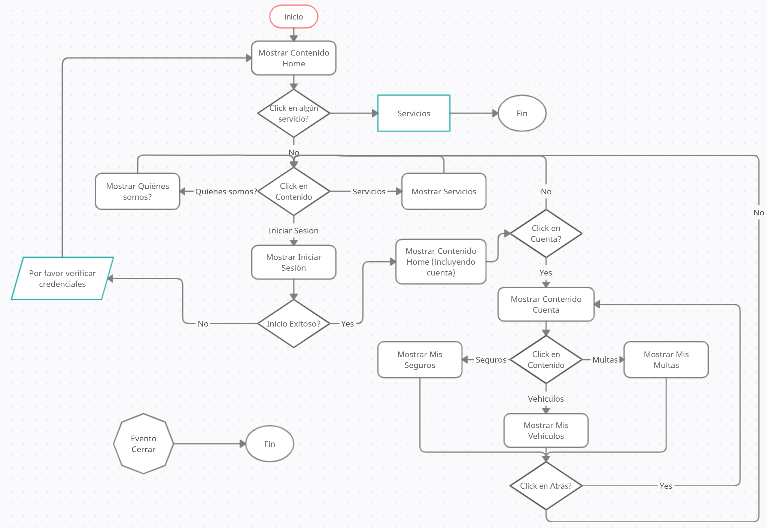 Inicio
Mostrar Contenido
Home
Click en algún
servicio?
Servicios
Fin
No
Mostrar Quiénes
somos?
Quienes somos?
Click en
Contenido
Servicios
Mostrar Servicios
No
No
Click en
Cuenta?
Iniciar Sesión
Mostrar Iniciar
Sesión
Mostrar Contenido
Home (incluyendo
cuenta)
Yes
Por favor verificar
credenciales
Mostrar Contenido
Cuenta
No
Inicio Exitoso?
Yes
Mostrar Mis
Seguros
Seguros
Click en
Contenido
Multas
Mostrar Mis
Multas
Vehiculos
Mostrar Mis
Vehiculos
Evento
Cerrar
Fin
Click en Atrás?
Yes